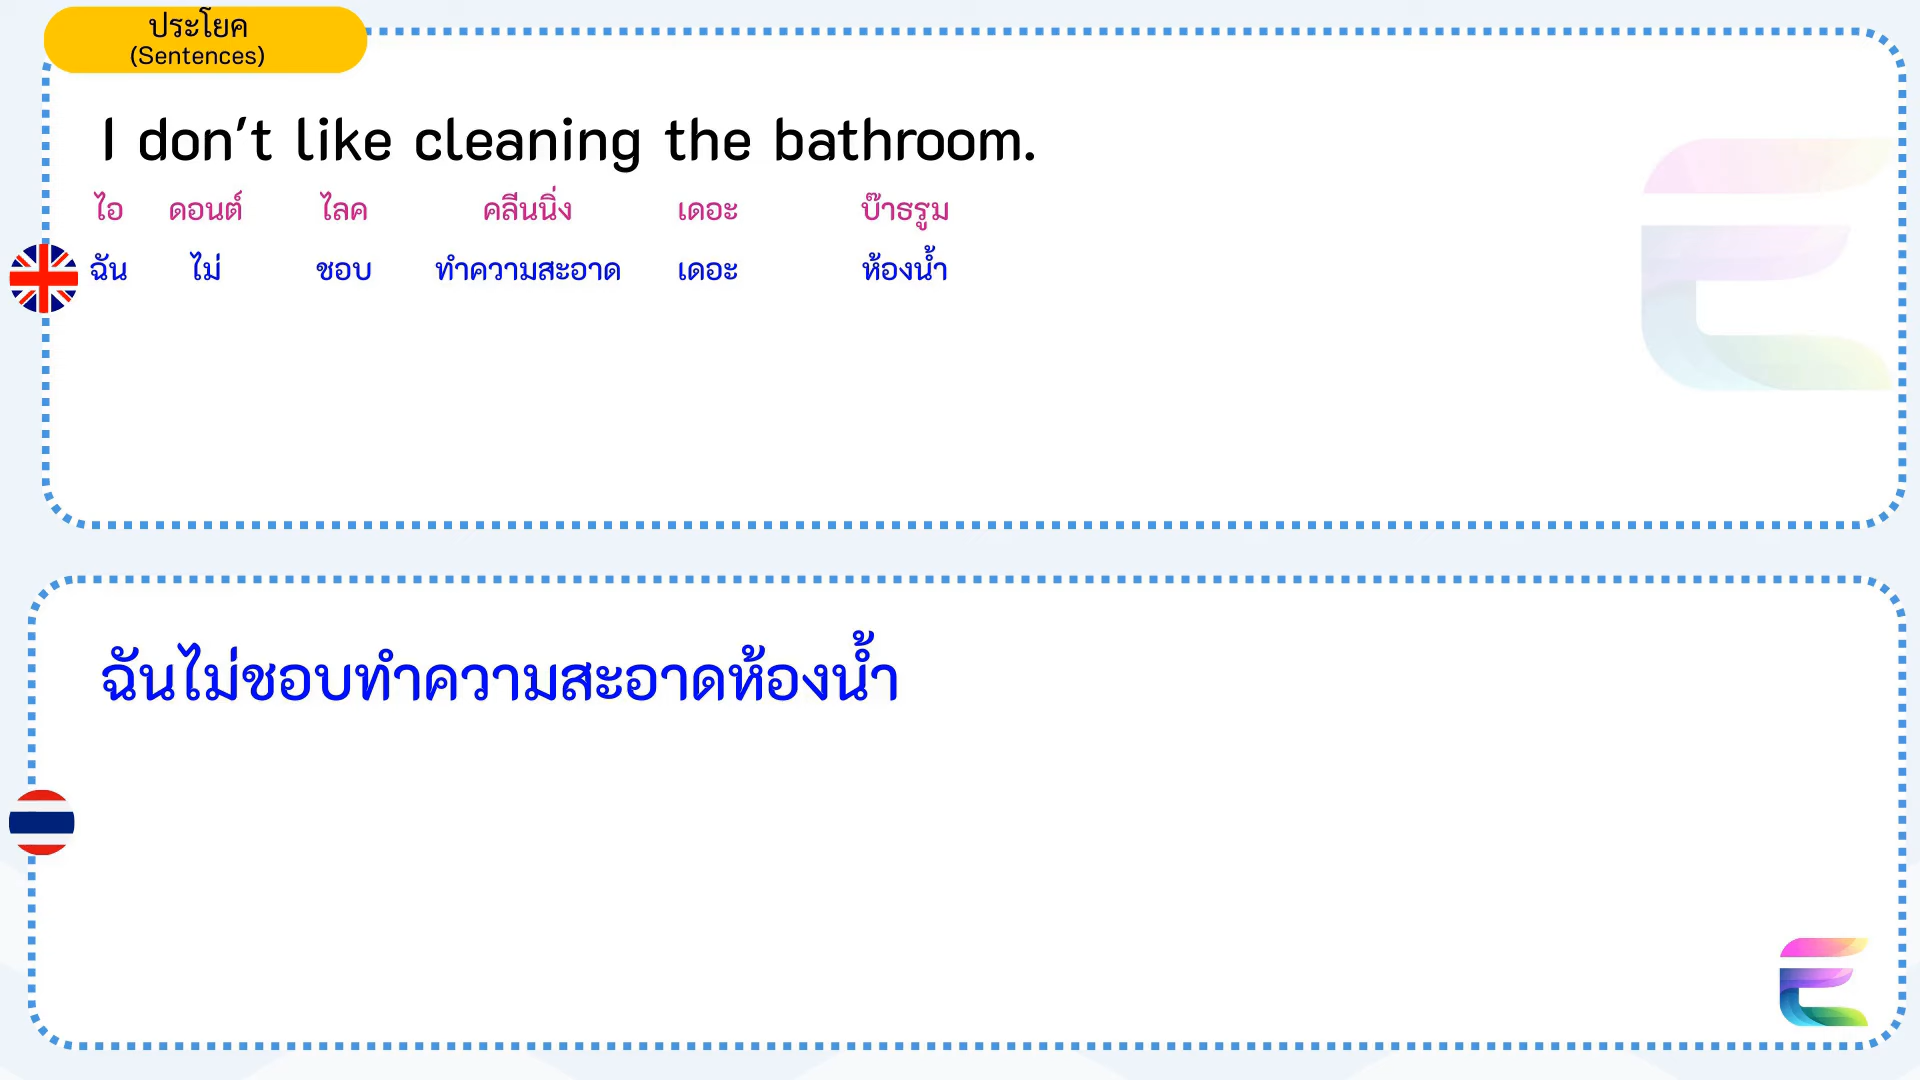 ประโยค
(Sentences)
I don't like cleaning the bathroom.
ไอ ดอนต์ ไลค คลีนนิ่ง เดอะ บ๊าธรูม
ฉัน ไม่ ชอบ ทำความสะอาด เดอะ ห้องน้ำ
ฉันไม่ชอบทำความสะอาดห้องน้ำ